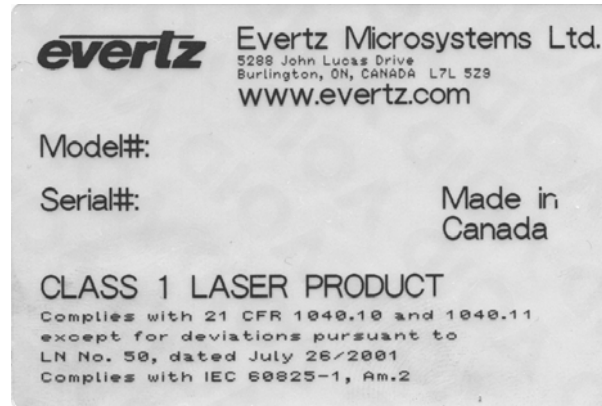 evertz
Evertz Microsystems Ltd.
5288 John Lucas Drive
Burlington, ON, CANADA L7L 5Z9
www.evertz.com
Model#:
Serial#:
Made in
Canada
CLASS 1 LASER PRODUCT
Complies with 21 CFR 1040.10 and 1040.11
except for deviations pursuant to
LN No. 50, dated July 26/2001
Complies with IEC 60825-1, Am.2